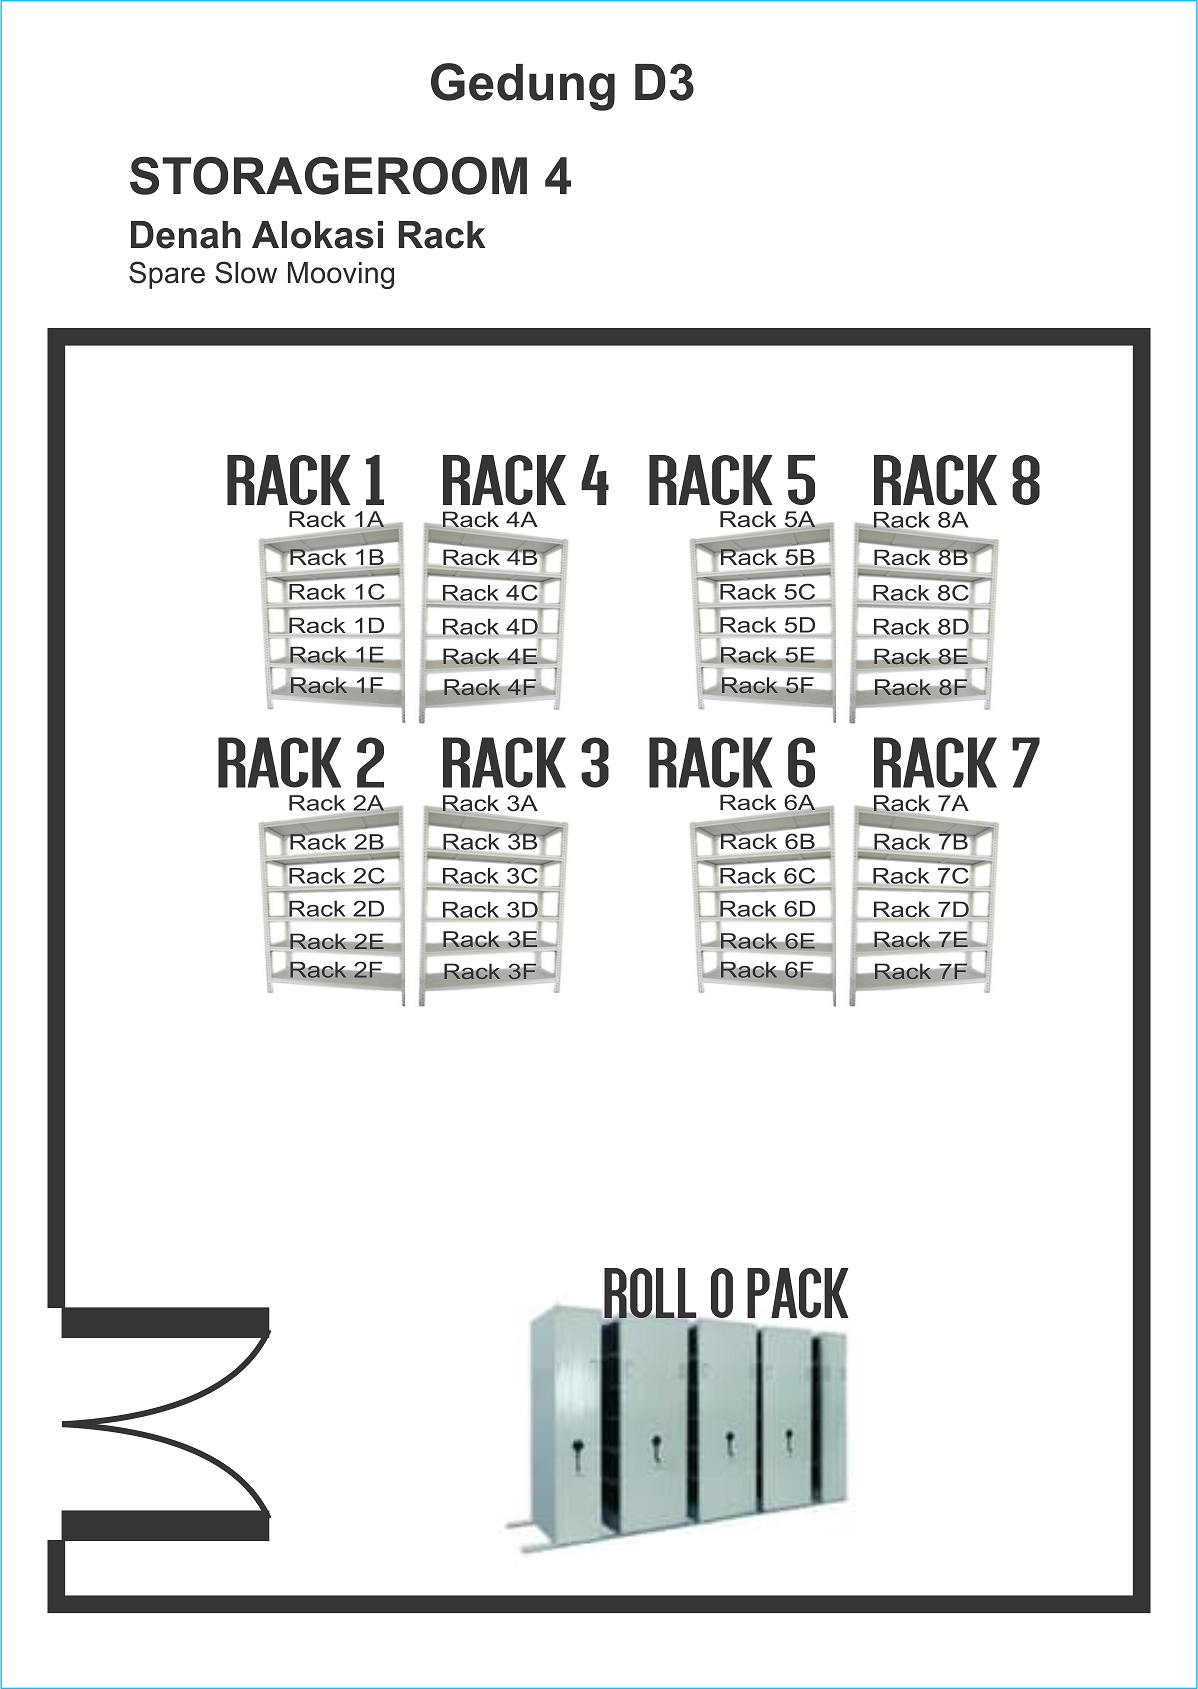 Gedung D3
STORAGEROOM 4
Denah Alokasi Rack
Spare Slow Mooving
RACK 1
Rack 1A
Rack 1B
Rack 1C
Rack 1D
Rack 1E
Rack 1F
RACK 4
Rack 4A
Rack 4B
Rack 4C
Rack 4D
Rack 4E
Rack 4F
RACK 5
Rack 5A
Rack 5B
Rack 5C
Rack 5D
Rack 5E
Rack 5F
RACK 8
Rack 8A
Rack 8B
Rack 8C
Rack 8D
Rack 8E
Rack 8F
RACK 2
Rack 2A
Rack 2B
Rack 2C
Rack 2D
Rack 2E
Rack 2F
RACK 3
Rack 3A
Rack 3B
Rack 3C
Rack 3D
Rack 3E
Rack 3F
RACK 6
Rack 6A
Rack 6B
Rack 6C
Rack 6D
Rack 6E
Rack 6F
RACK 7
Rack 7A
Rack 7B
Rack 7C
Rack 7D
Rack 7E
Rack 7F
ROLL O PACK